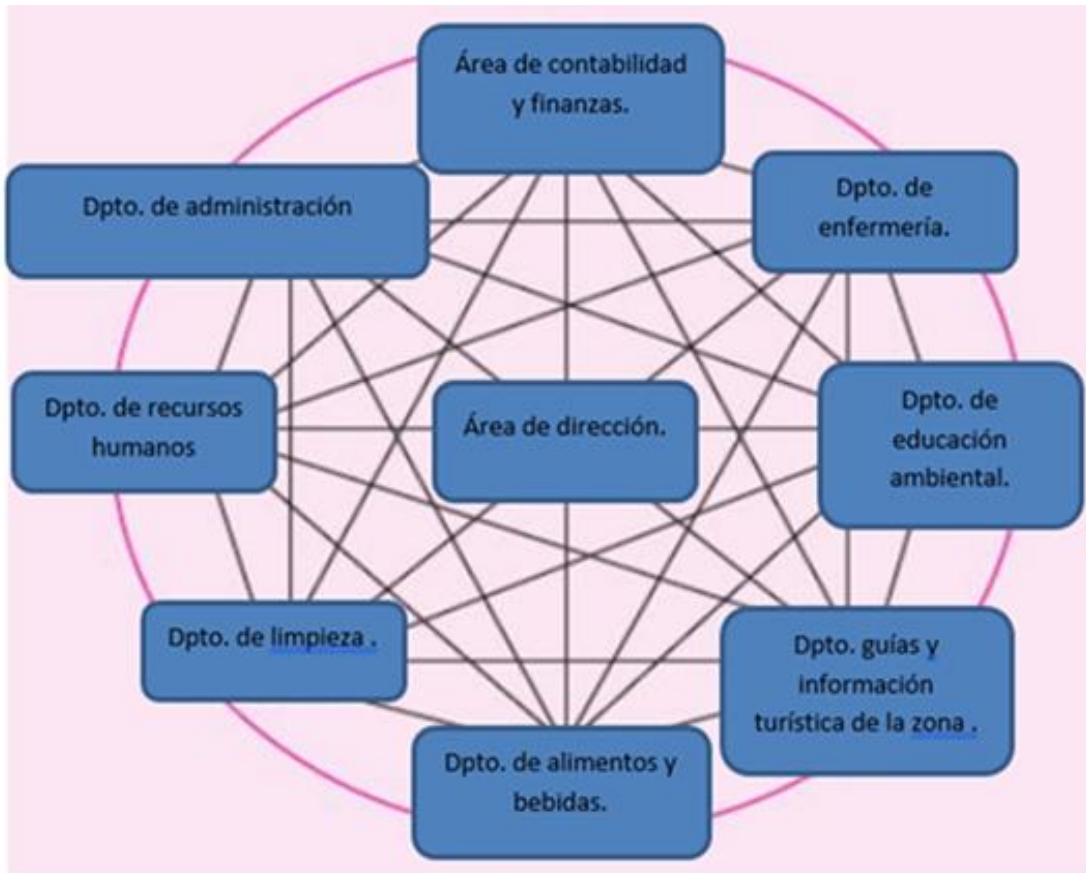 Área de contabilidad
y finanzas.
Dpto. de administración
Dpto. de
enfermería.
Dpto. de recursos
humanos
Área de dirección.
Dpto. de
educación
ambiental.
Dpto. de limpieza .
Dpto. guías y
información
turística de la zona .
Dpto. de alimentos y
bebidas.